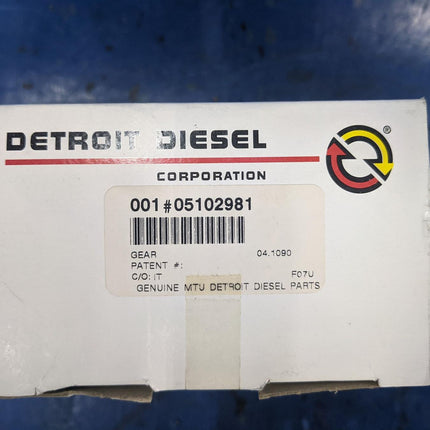 DETROIT DIESEL
®
CORPORATION
001#05102981
GEAR 04.1090
PATENT #:
C/O: IT F07U
GENUINE MTU DETROIT DIESEL PARTS